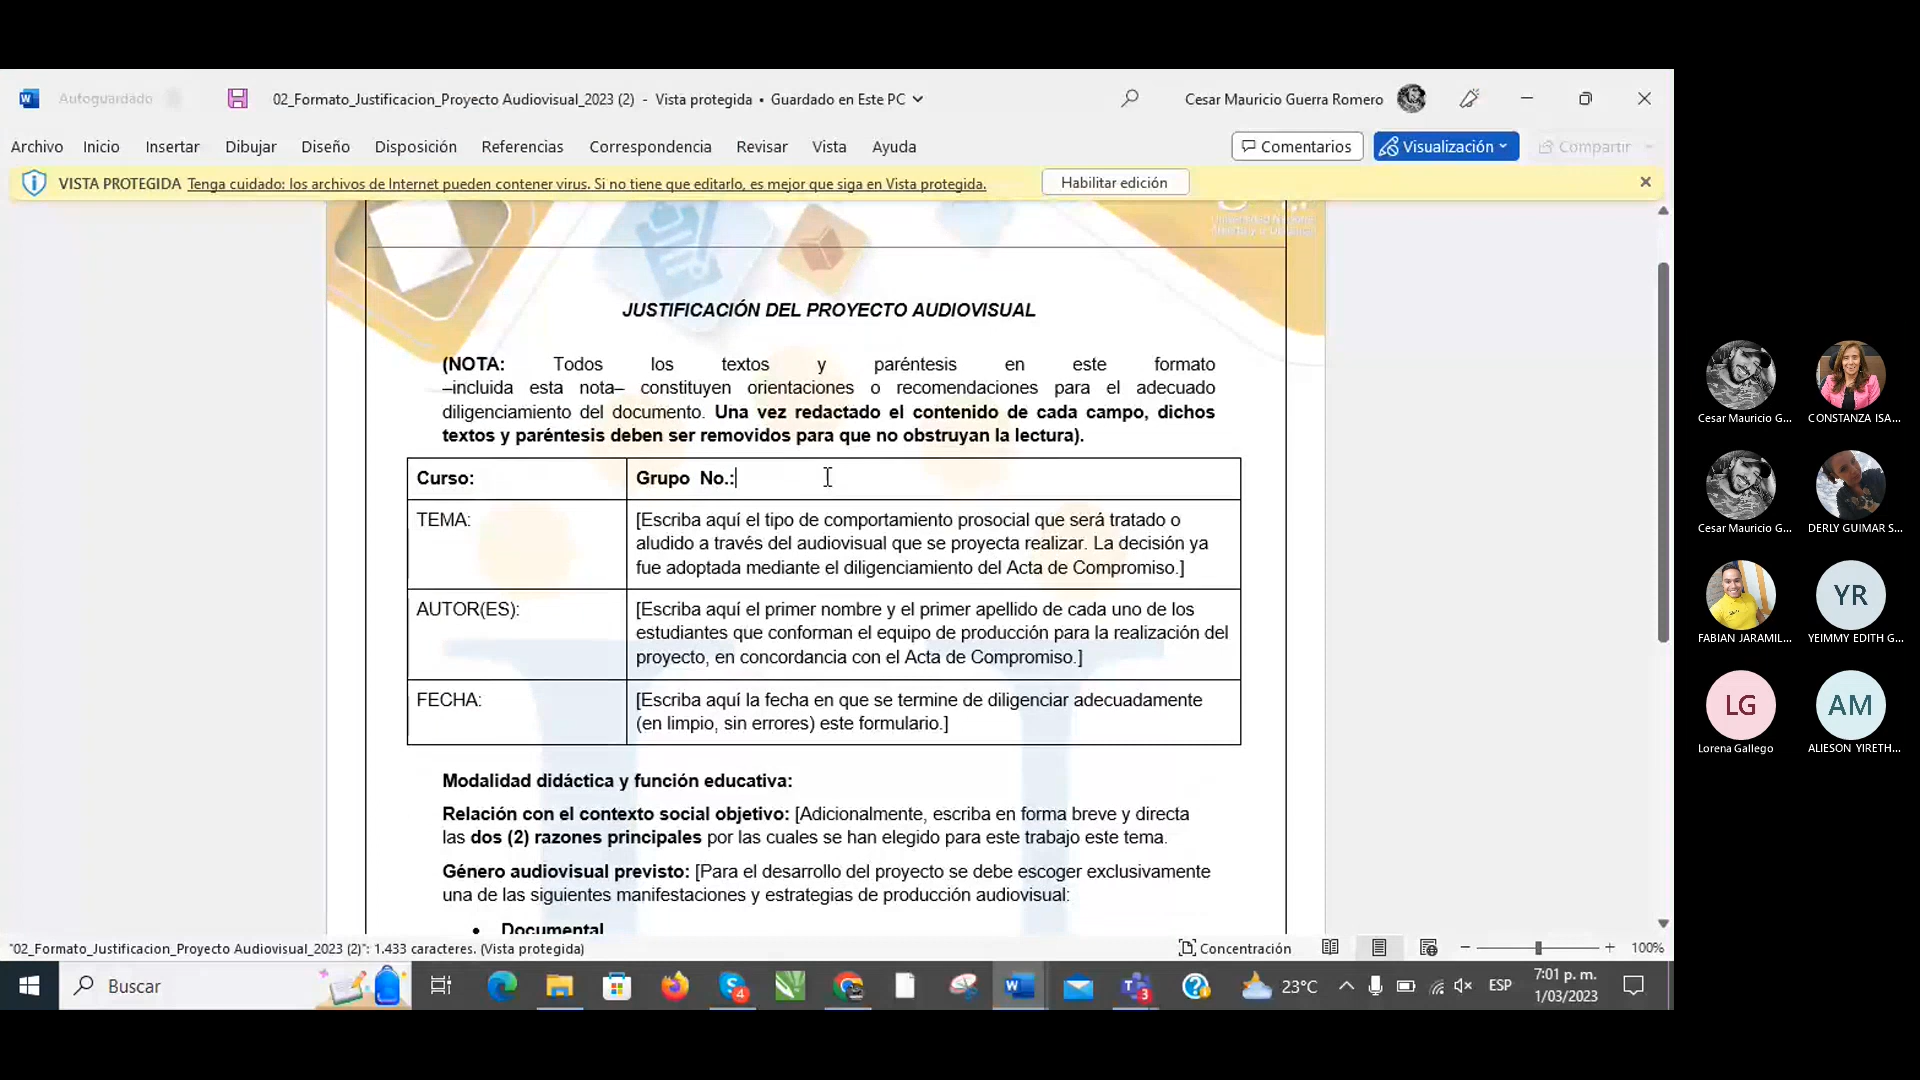 Autoguardado
02_Formato_Justificacion_Proyecto Audiovisual_2023 (2) - Vista protegida • Guardado en Este PC
Cesar Mauricio Guerra Romero
Archivo Inicio Insertar Dibujar Diseño Disposición Referencias Correspondencia Revisar Vista Ayuda
Comentarios Visualización Compartir
VISTA PROTEGIDA Tenga cuidado: los archivos de Internet pueden contener virus. Si no tiene que editarlo, es mejor que siga en Vista protegida. Habilitar edición
JUSTIFICACIÓN DEL PROYECTO AUDIOVISUAL
(NOTA: Todos los textos y paréntesis en este formato
–incluida esta nota– constituyen orientaciones o recomendaciones para el adecuado
diligenciamiento del documento. Una vez redactado el contenido de cada campo, dichos
textos y paréntesis deben ser removidos para que no obstruyan la lectura).
Curso: Grupo No.:
TEMA: [Escriba aquí el tipo de comportamiento prosocial que será tratado o
aludido a través del audiovisual que se proyecta realizar. La decisión ya
fue adoptada mediante el diligenciamiento del Acta de Compromiso.]
AUTOR(ES): [Escriba aquí el primer nombre y el primer apellido de cada uno de los
estudiantes que conforman el equipo de producción para la realización del
proyecto, en concordancia con el Acta de Compromiso.]
FECHA: [Escriba aquí la fecha en que se termine de diligenciar adecuadamente
(en limpio, sin errores) este formulario.]
Modalidad didáctica y función educativa:
Relación con el contexto social objetivo: [Adicionalmente, escriba en forma breve y directa
las dos (2) razones principales por las cuales se han elegido para este trabajo este tema.
Género audiovisual previsto: [Para el desarrollo del proyecto se debe escoger exclusivamente
una de las siguientes manifestaciones y estrategias de producción audiovisual:
• Documental
"02_Formato_Justificacion_Proyecto Audiovisual_2023 (2)": 1.433 caracteres. (Vista protegida)
Concentración
100%
Buscar
4
3
23°C
ESP
7:01 p. m.
1/03/2023
Cesar Mauricio G...
CONSTANZA ISA...
Cesar Mauricio G...
DERLY GUIMAR S...
FABIAN JARAMIL...
YR
YEIMMY EDITH G...
LG
Lorena Gallego
AM
ALIESON YIRETH...